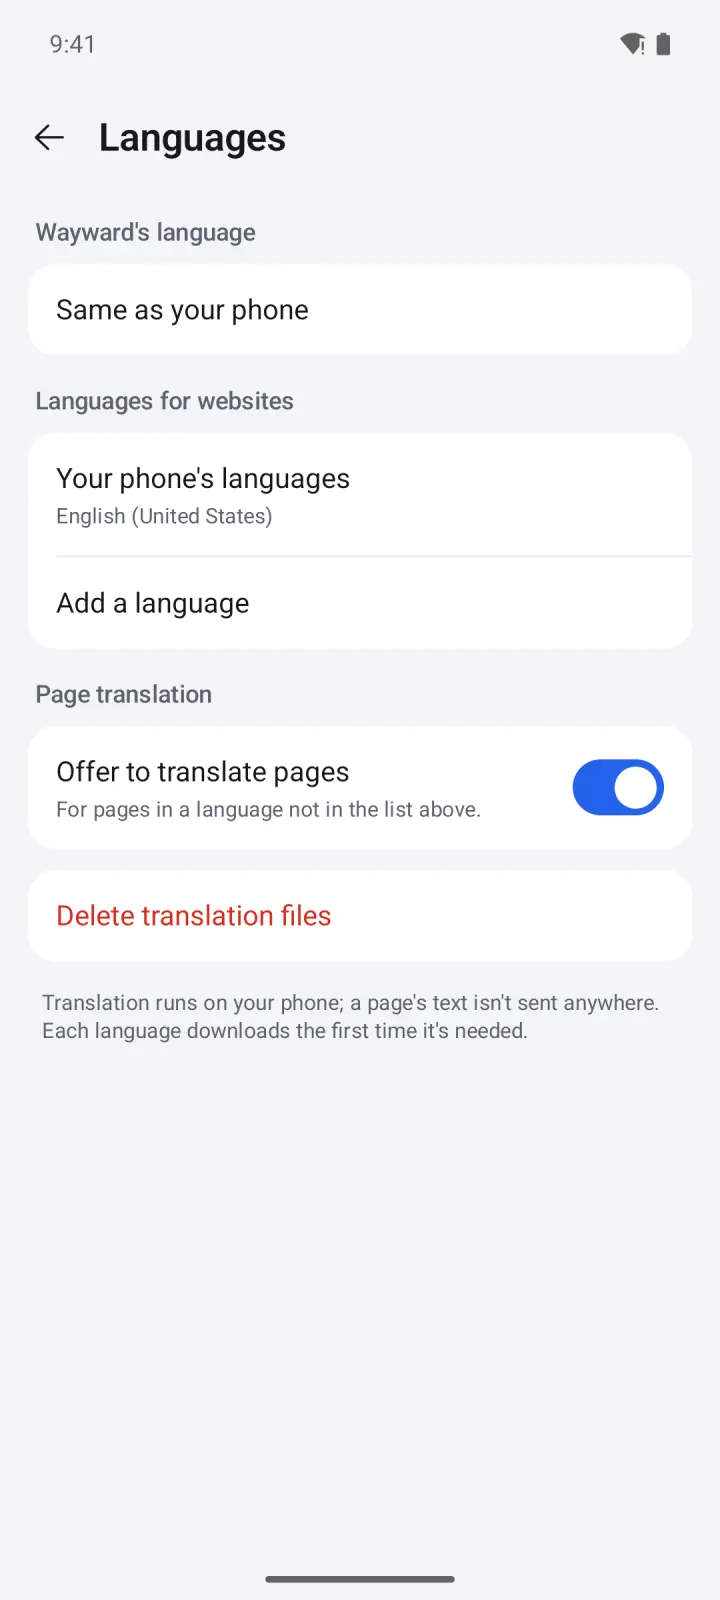 9:41
Languages
Wayward's language
Same as your phone
Languages for websites
Your phone's languages
English (United States)
Add a language
Page translation
Offer to translate pages
For pages in a language not in the list above.
Delete translation files
Translation runs on your phone; a page's text isn't sent anywhere.
Each language downloads the first time it's needed.